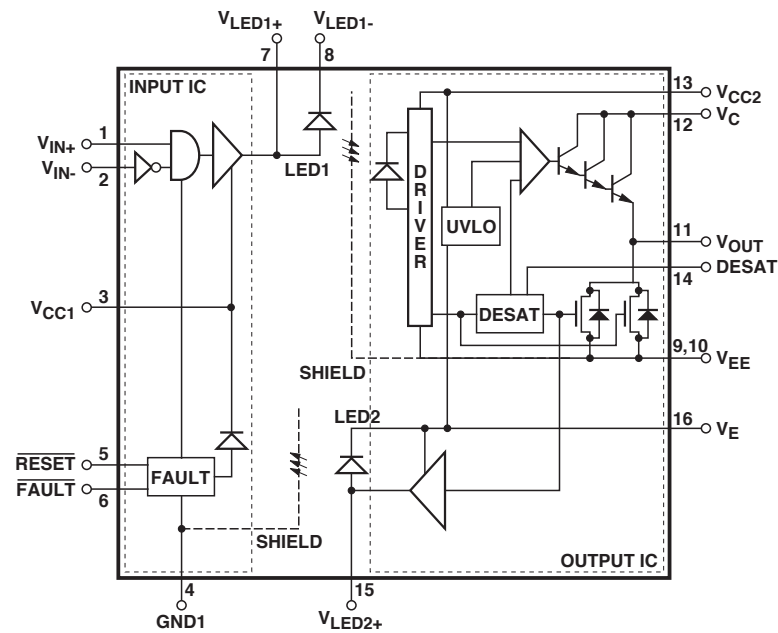 VLED1+
VLED1-
7
8
INPUT IC
13
VCC2
12
VC
1
VIN+
VIN-
2
LED1
DRIVER
UVLO
11
VOUT
DESAT
14
3
VCC1
DESAT
9,10
VEE
SHIELD
LED2
16
VE
5
RESET
FAULT
FAULT
6
SHIELD
OUTPUT IC
4
15
GND1
VLED2+